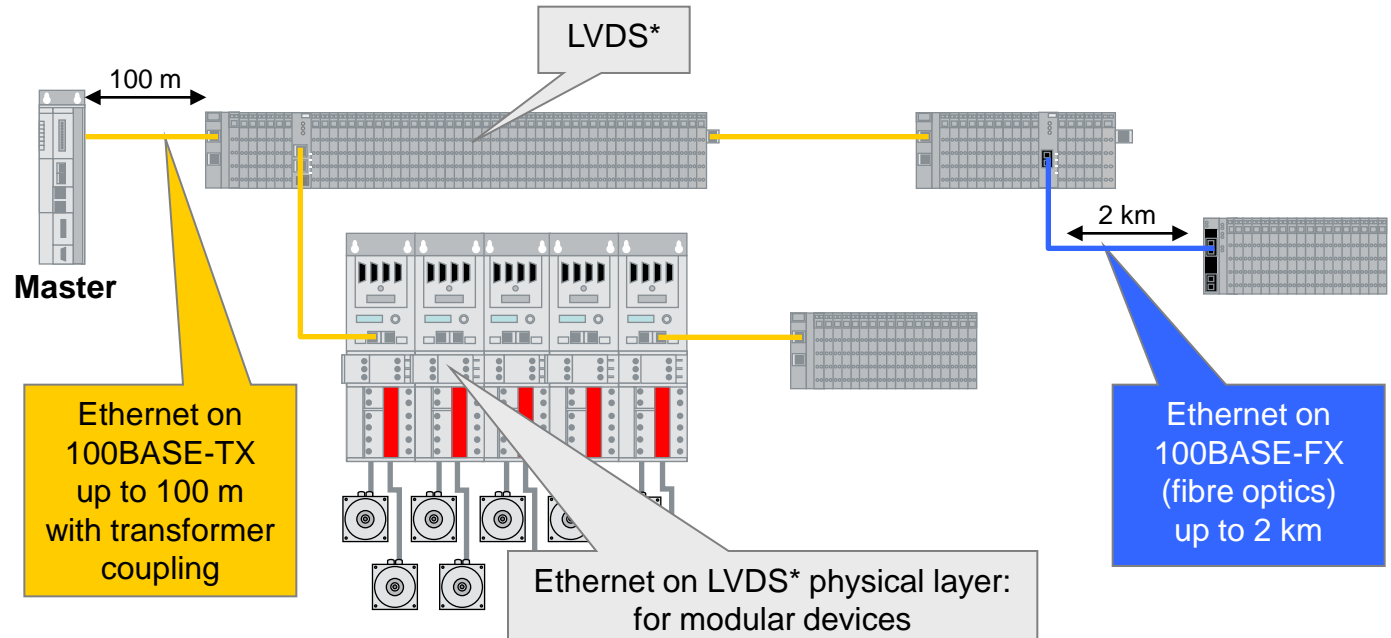 LVDS*
100 m
2 km
Master
Ethernet on
100BASE-TX
up to 100 m
with transformer
coupling
Ethernet on
100BASE-FX
(fibre optics)
up to 2 km
Ethernet on LVDS* physical layer:
for modular devices